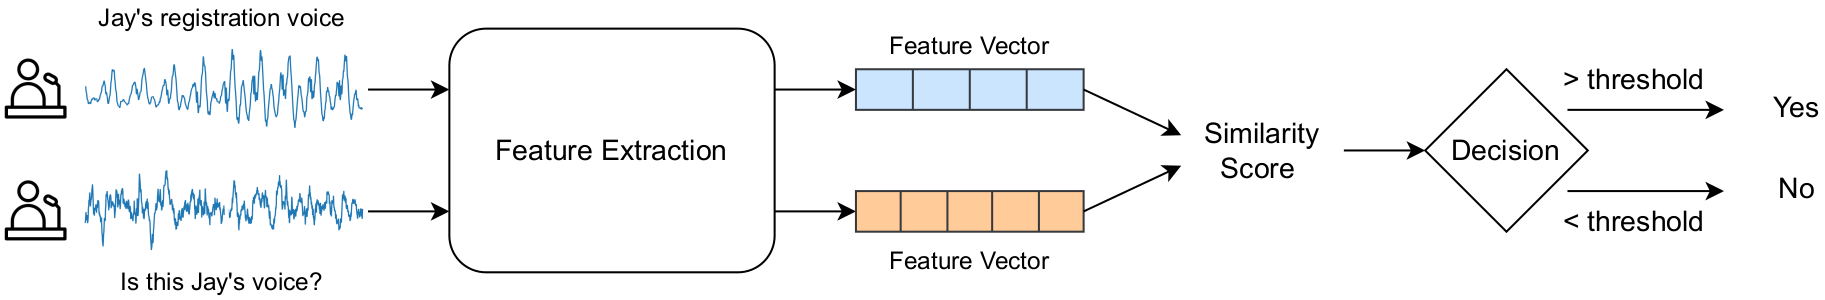 Jay's registration voice
Is this Jay's voice?
Feature Extraction
Feature Vector
Feature Vector
Similarity
Score
Decision
> threshold
< threshold
Yes
No